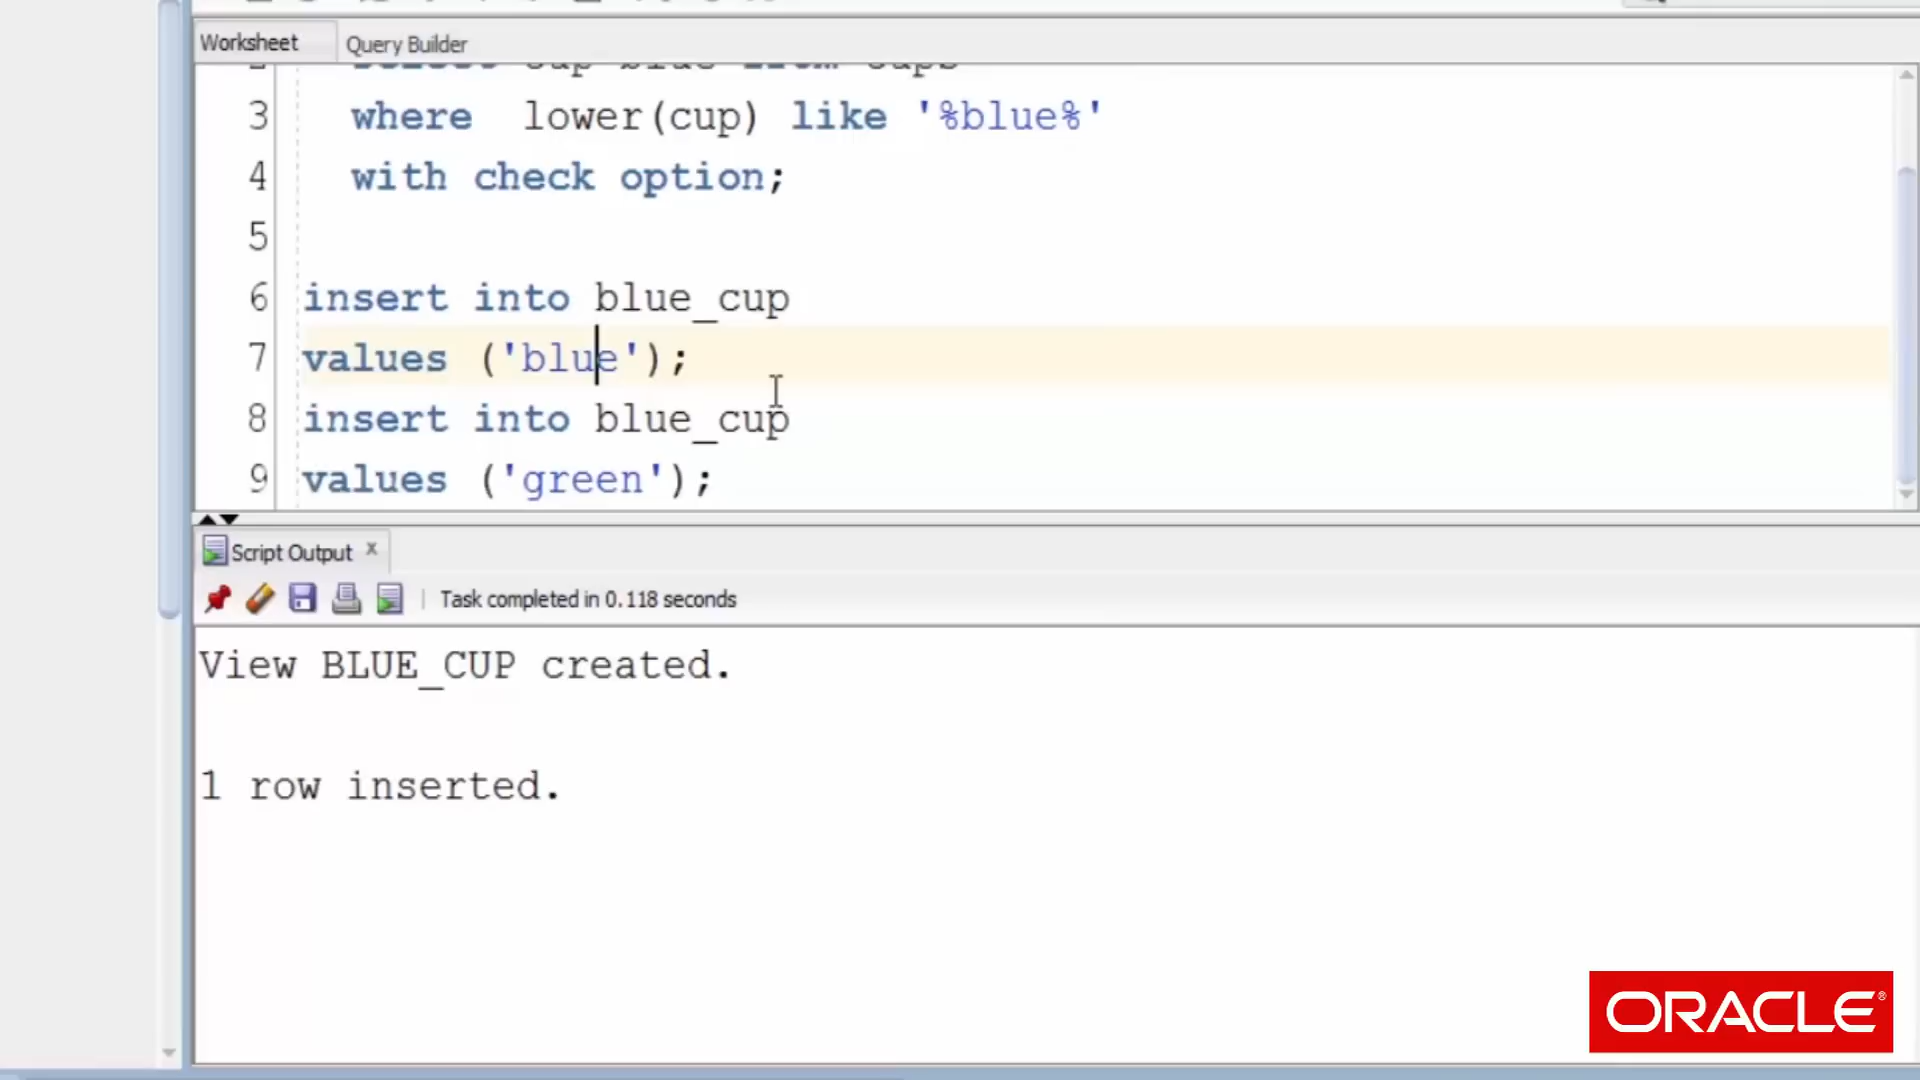 Worksheet Query Builder
3 where lower(cup) like '%blue%'
4 with check option;
5
6 insert into blue_cup
7 values ('blue');
8 insert into blue_cup
9 values ('green');
Script Output x
Task completed in 0.118 seconds
View BLUE_CUP created.
1 row inserted.
ORACLE®